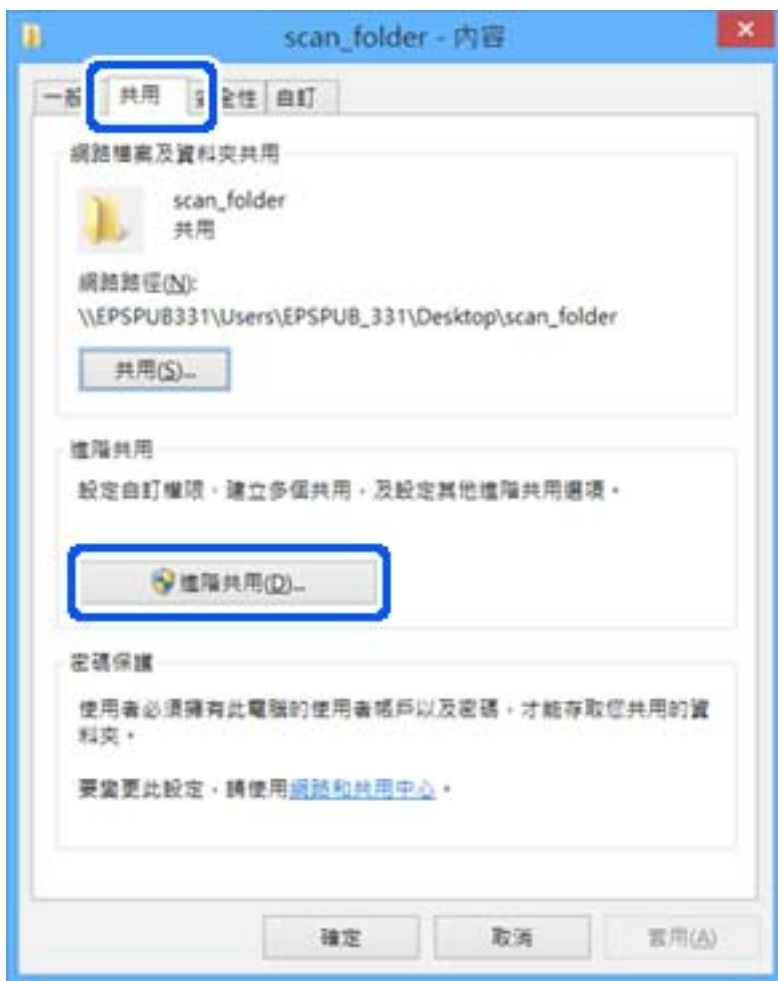 scan_folder - 內容
一般 共用 安全性 自訂
網路檔案及資料夾共用
scan_folder
共用
網路路徑(N):
\\EPSPUB331\Users\EPSPUB_331\Desktop\scan_folder
共用(S)...
進階共用
設定自訂權限，建立多個共用，及設定其他進階共用選項。
進階共用(D)...
密碼保護
使用者必須擁有此電腦的使用者帳戶以及密碼，才能存取您共用的資
料夾。
要變更此設定，請使用網路和共用中心。
確定 取消 套用(A)